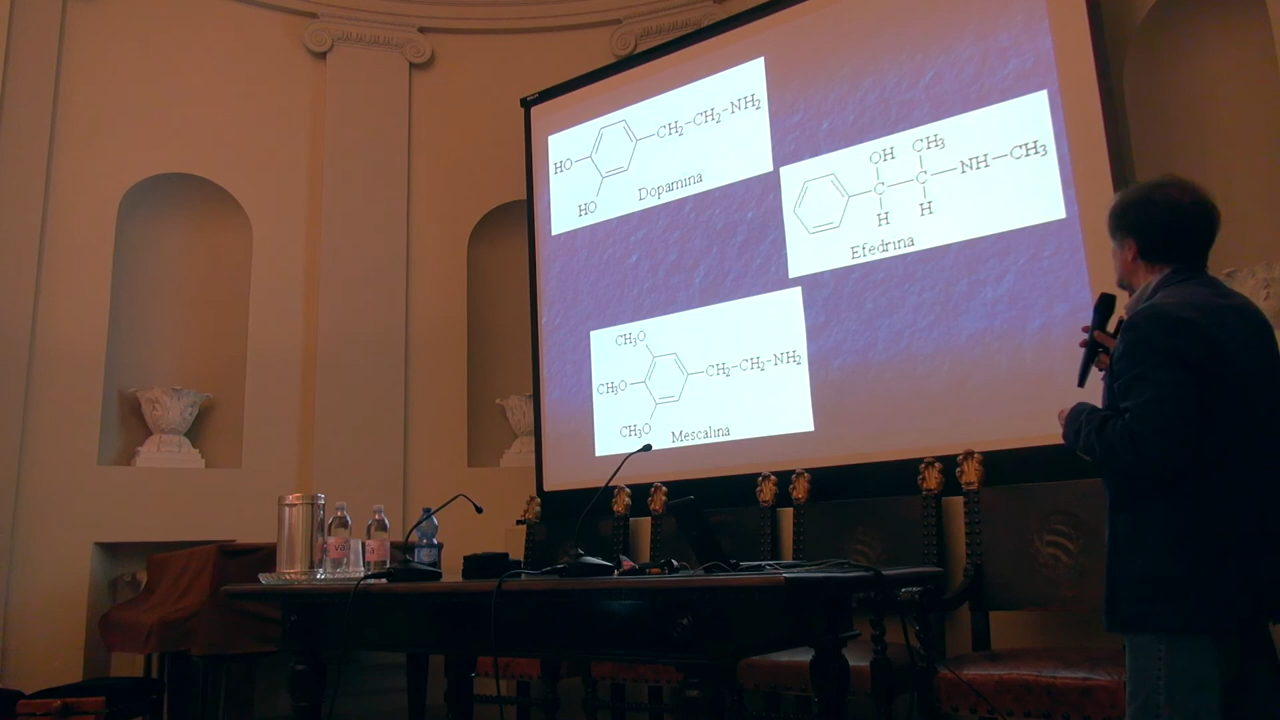 HO
HO
CH₂-CH₂-NH₂
Dopamina
OH
CH₃
C
C
NH-CH₃
H
H
Efedrina
CH₃O
CH₃O
CH₃O
CH₂-CH₂-NH₂
Mescalina